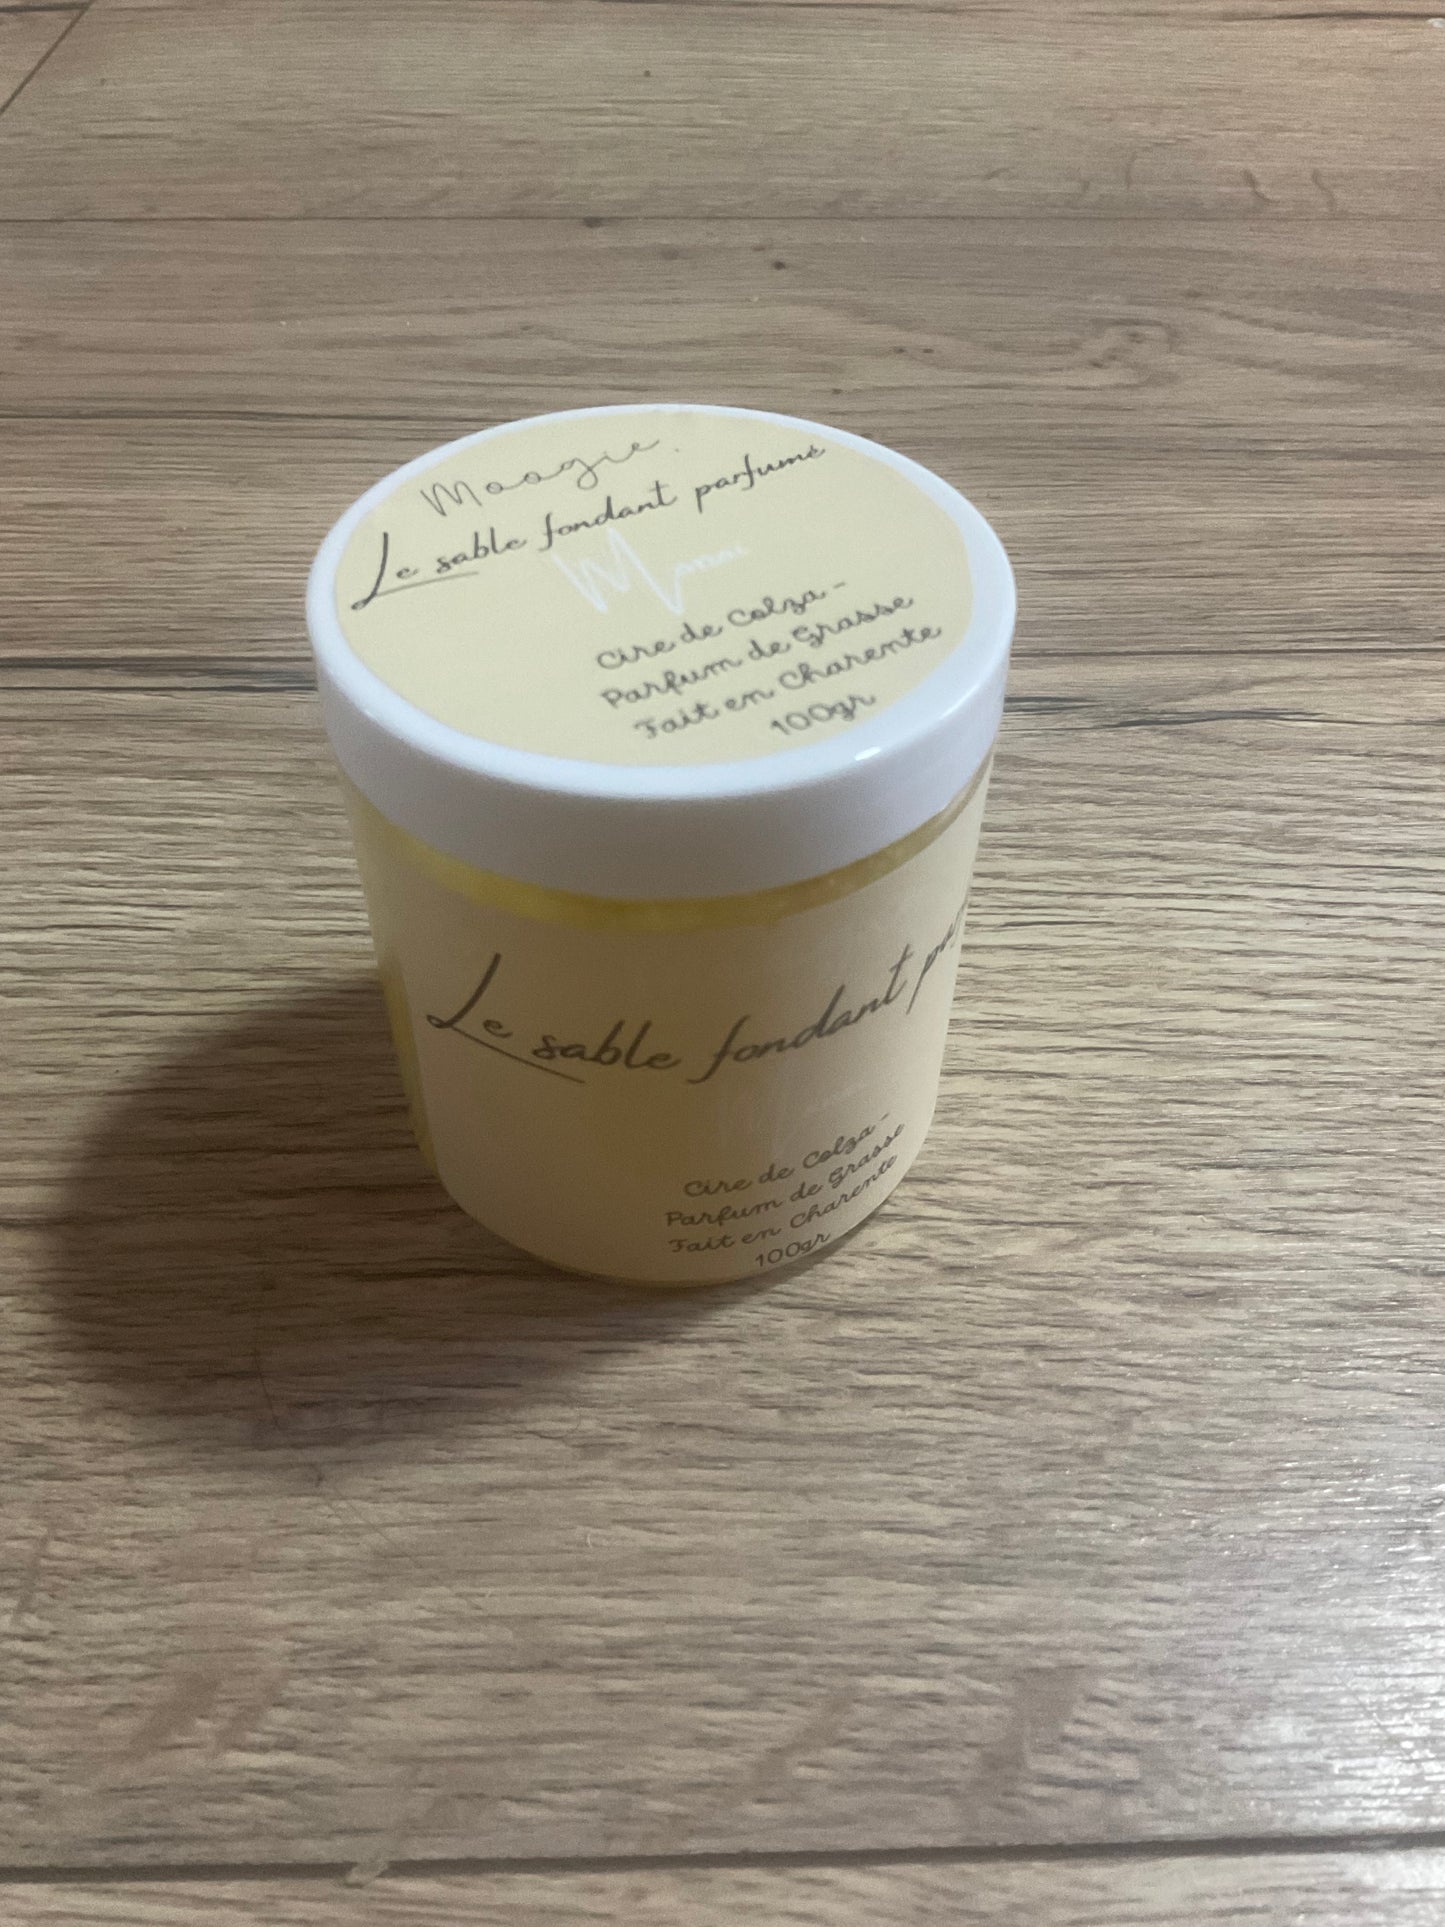 Moogie.
Le sable fondant parfumé
Cire de Colza -
Parfum de Grasse
Fait en Charente
100gr
Le sable fondant
Cire de Colza -
Parfum de Grasse
Fait en Charente
100gr